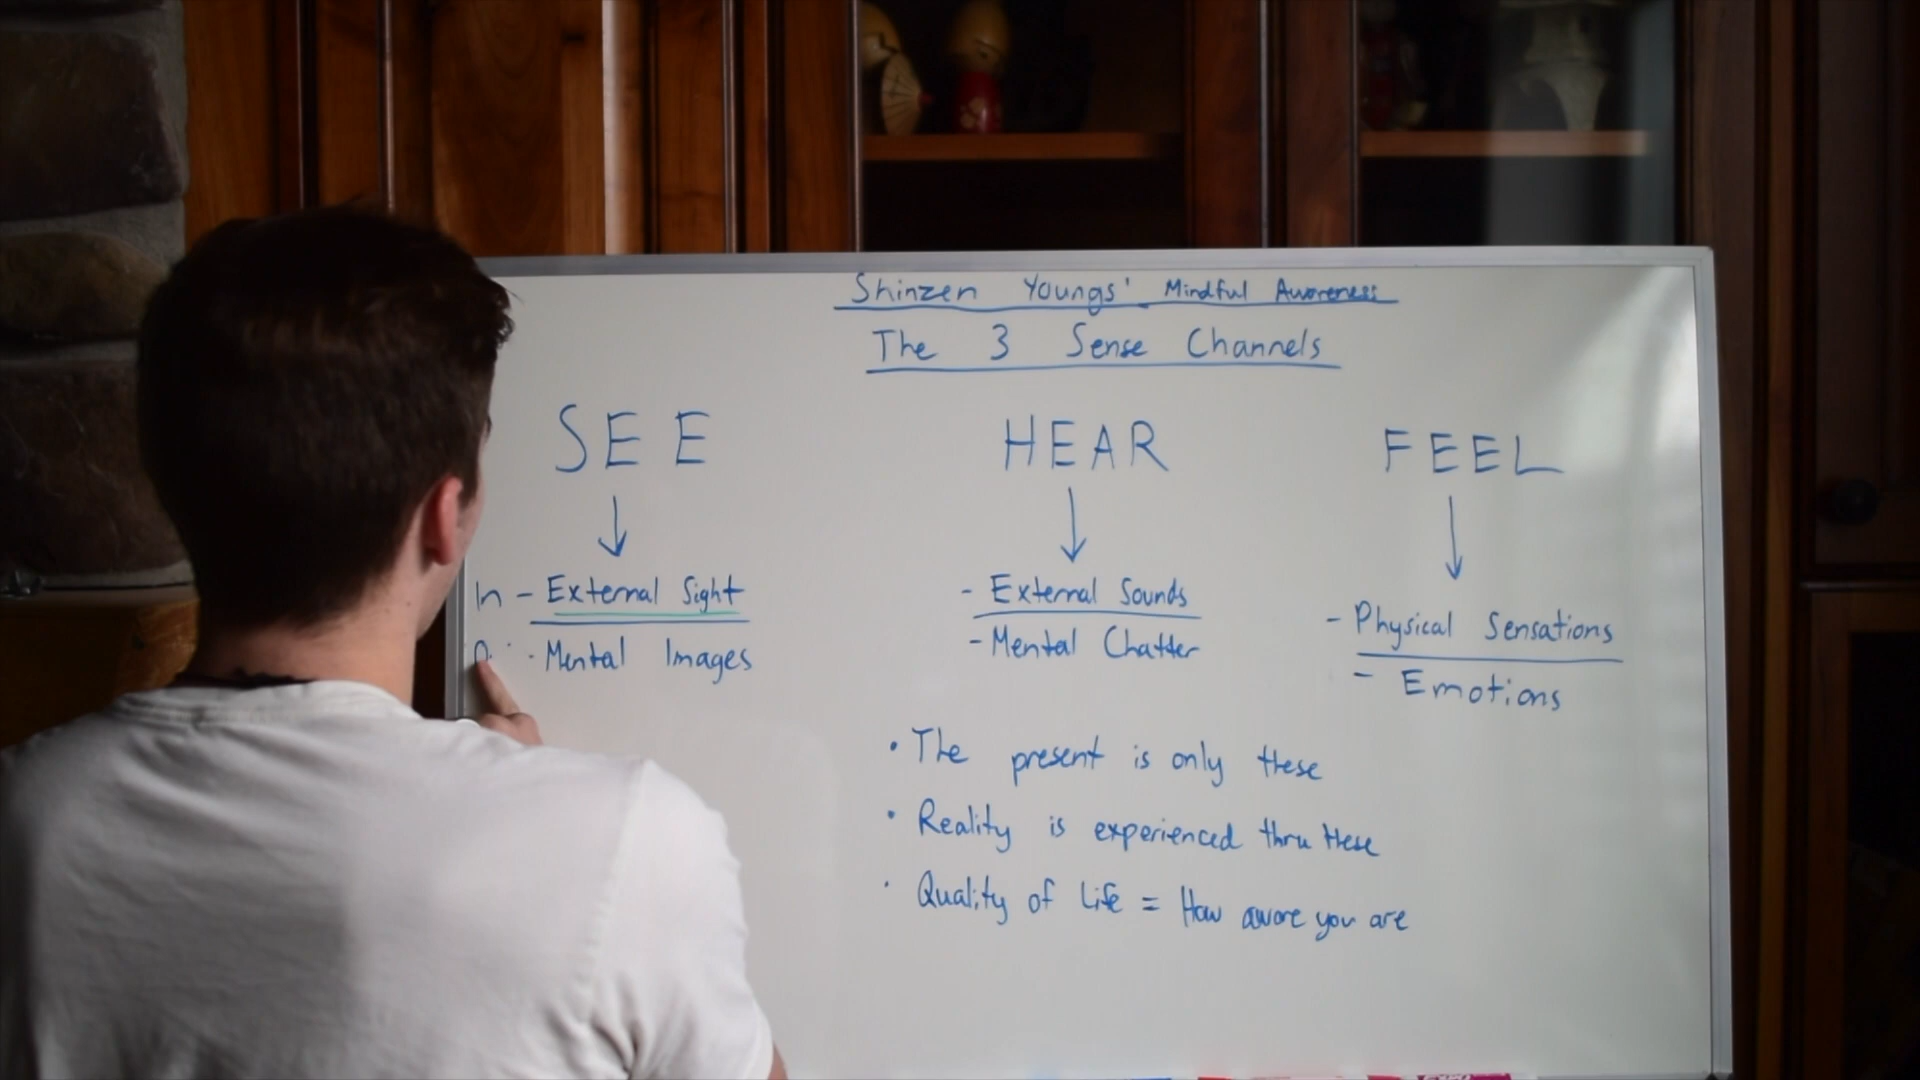 Shinzen Youngs' Mindful Awareness
The 3 Sense Channels
SEE
In - External Sight
- Mental Images
HEAR
- External Sounds
- Mental Chatter
FEEL
- Physical Sensations
- Emotions
• The present is only these
• Reality is experienced thru these
• Quality of Life = How aware you are